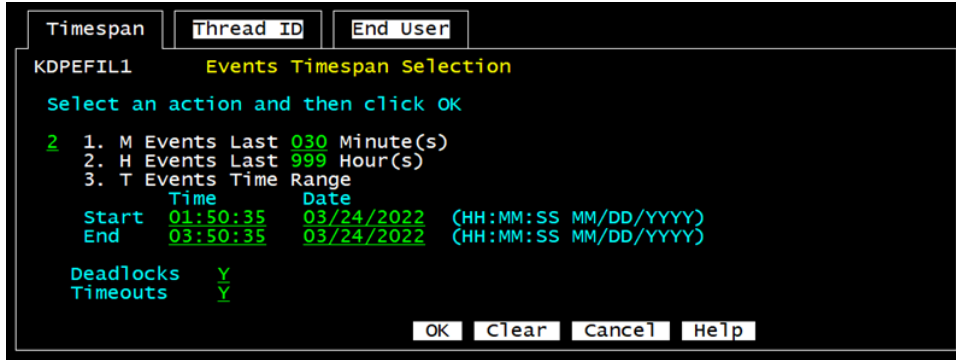 Timespan Thread ID End User
KDPEFIL1 Events Timespan Selection
Select an action and then click OK
2 1. M Events Last 030 Minute(s)
2. H Events Last 999 Hour(s)
3. T Events Time Range
Time Date
Start 01:50:35 03/24/2022 (HH:MM:SS MM/DD/YYYY)
End 03:50:35 03/24/2022 (HH:MM:SS MM/DD/YYYY)
Deadlocks Y
Timeouts Y
OK Clear Cancel Help